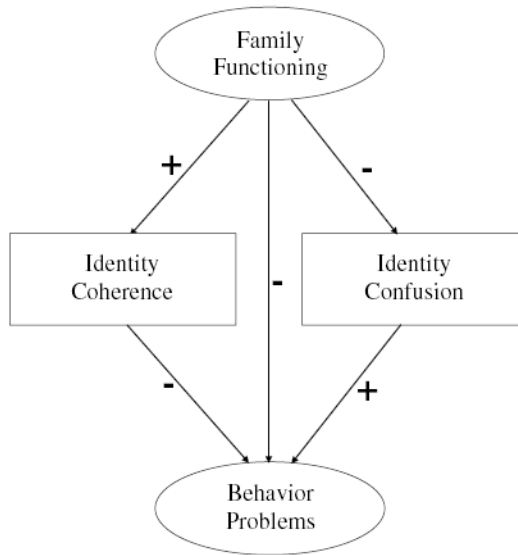 Family
Functioning
+
-
Identity
Coherence
-
Identity
Confusion
-
+
Behavior
Problems